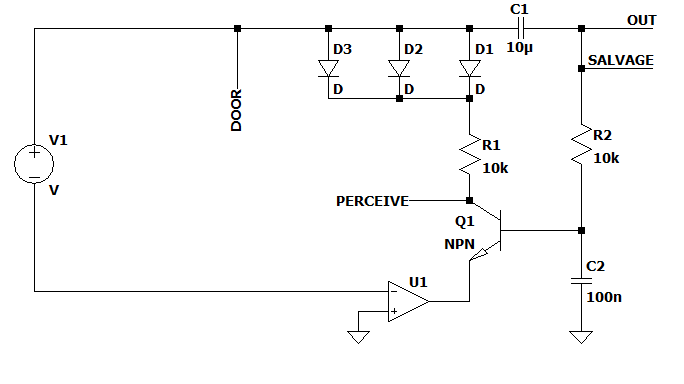 C1
OUT
D3
D2
D1
10µ
SALVAGE
D
D
D
DOOR
V1
R1
R2
10k
10k
V
PERCEIVE
Q1
NPN
C2
U1
100n